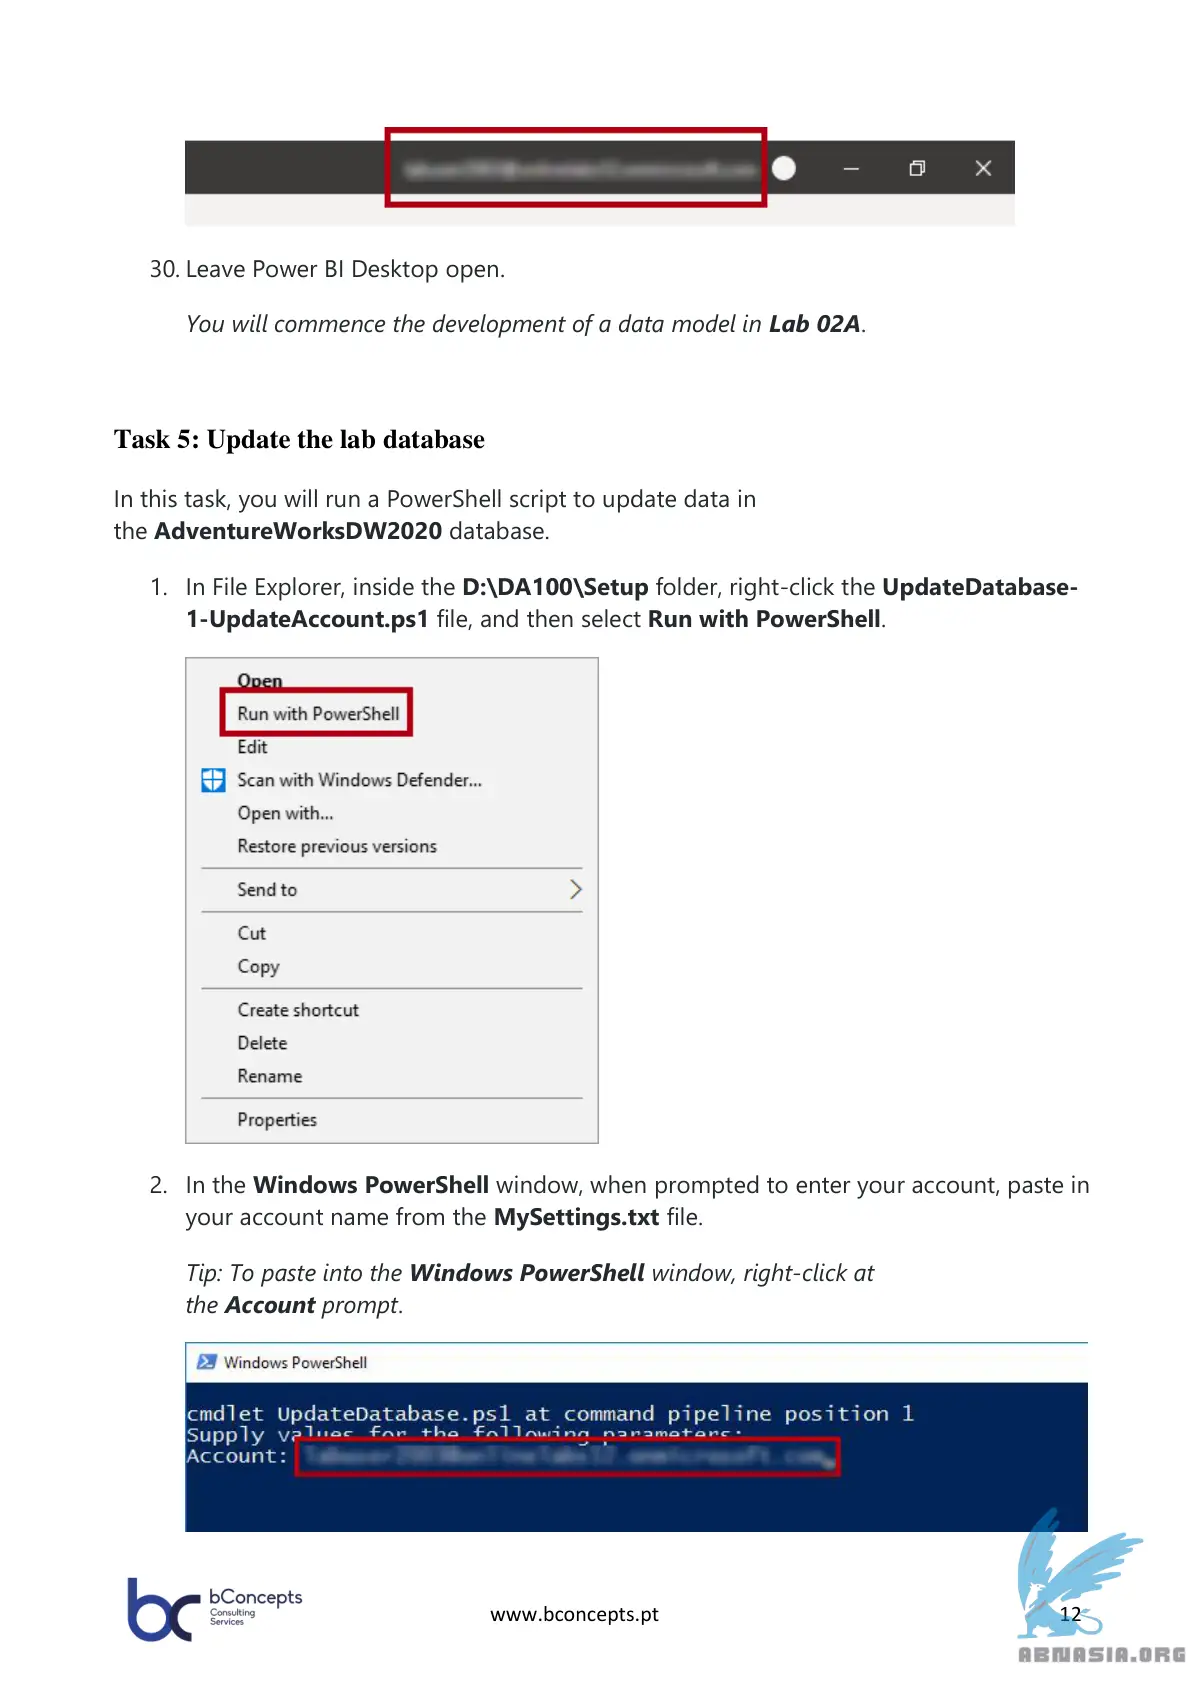 30. Leave Power BI Desktop open.
You will commence the development of a data model in Lab 02A.
Task 5: Update the lab database
In this task, you will run a PowerShell script to update data in
the AdventureWorksDW2020 database.
1. In File Explorer, inside the D:\DA100\Setup folder, right-click the UpdateDatabase-
1-UpdateAccount.ps1 file, and then select Run with PowerShell.
Open
Run with PowerShell
Edit
Scan with Windows Defender...
Open with...
Restore previous versions
Send to
Cut
Copy
Create shortcut
Delete
Rename
Properties
2. In the Windows PowerShell window, when prompted to enter your account, paste in
your account name from the MySettings.txt file.
Tip: To paste into the Windows PowerShell window, right-click at
the Account prompt.
Windows PowerShell
cmdlet UpdateDatabase.ps1 at command pipeline position 1
Supply values for the following parameters:
Account:
bc bConcepts
Consulting
Services
www.bconcepts.pt
12
ABNASIA.ORG